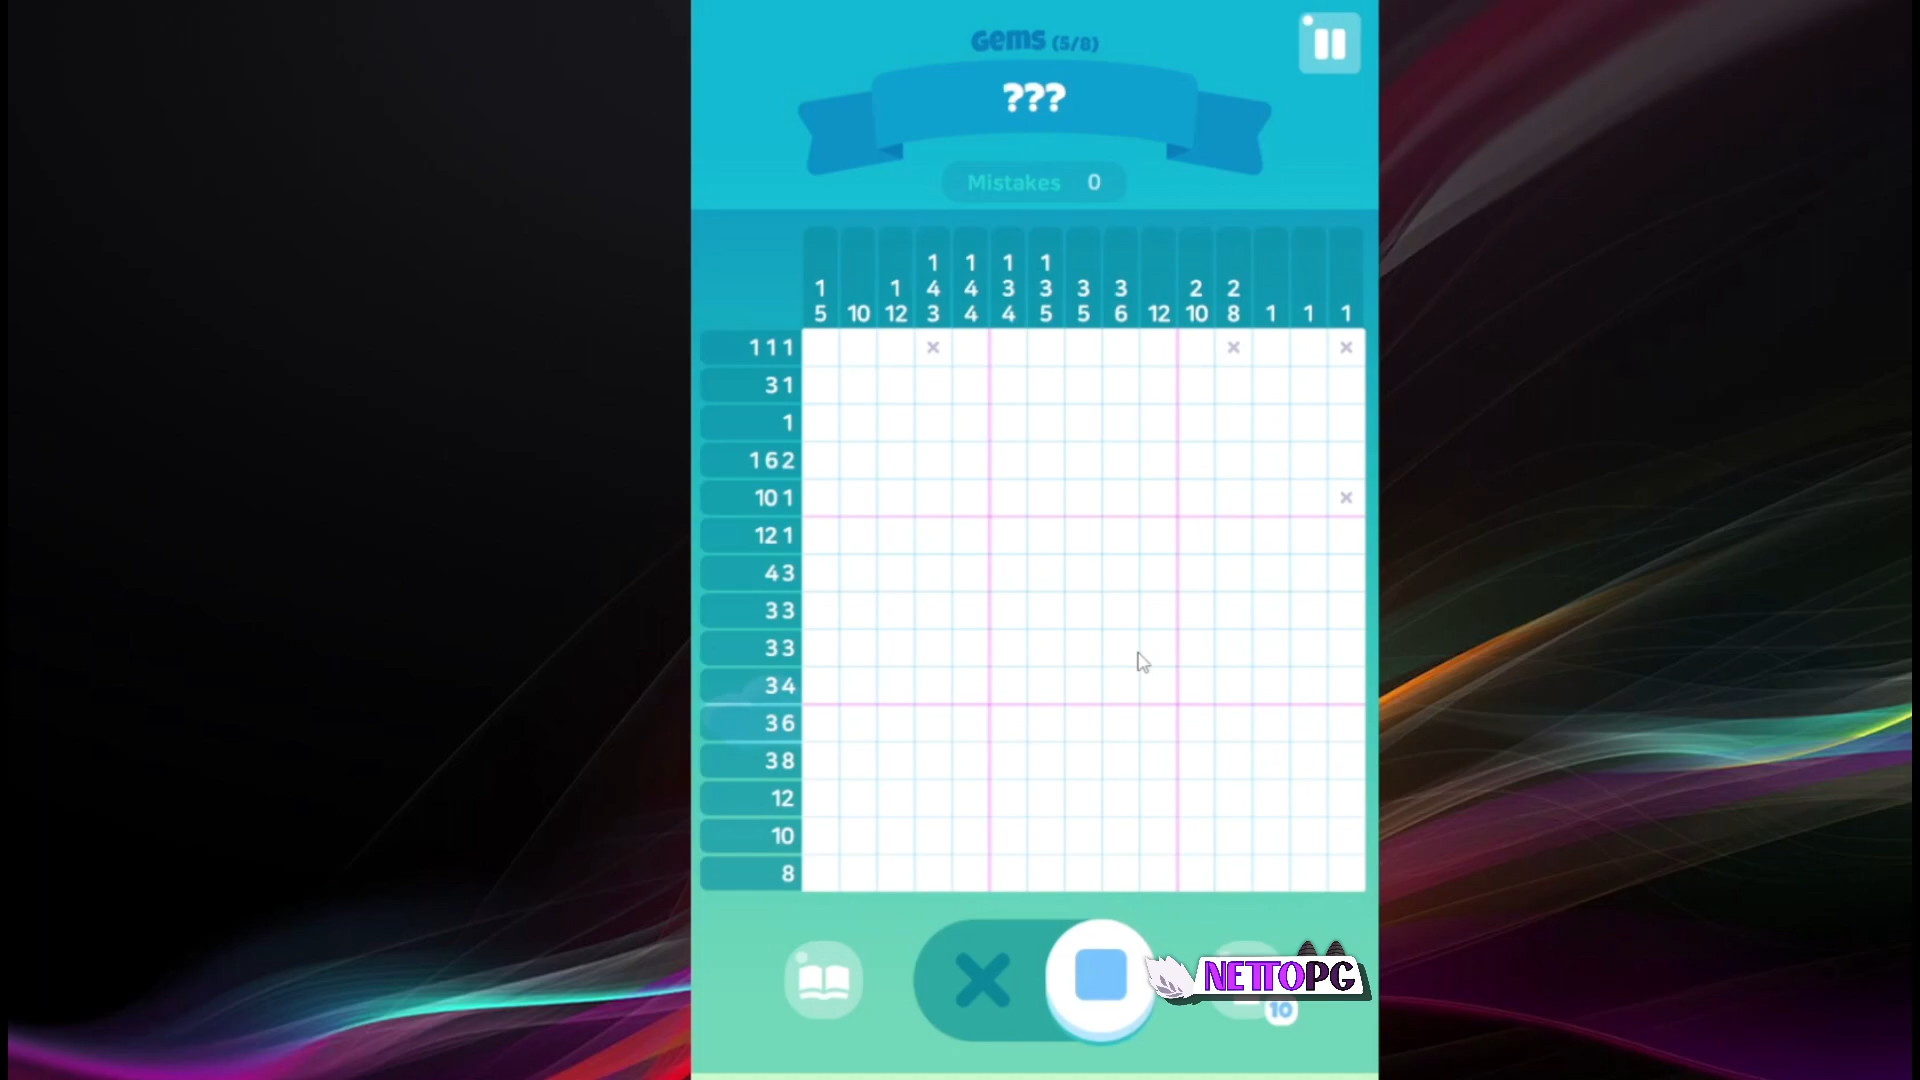 Gems (5/8)
???
Mistakes 0
1 1 1 1
1 1 4 4 3 3 3 3 2 2
5 10 12 3 4 4 5 5 6 12 10 8 1 1 1
1 1 1
3 1
1
1 6 2
10 1
12 1
4 3
3 3
3 3
3 4
3 6
3 8
12
10
8
NETTOPG
10